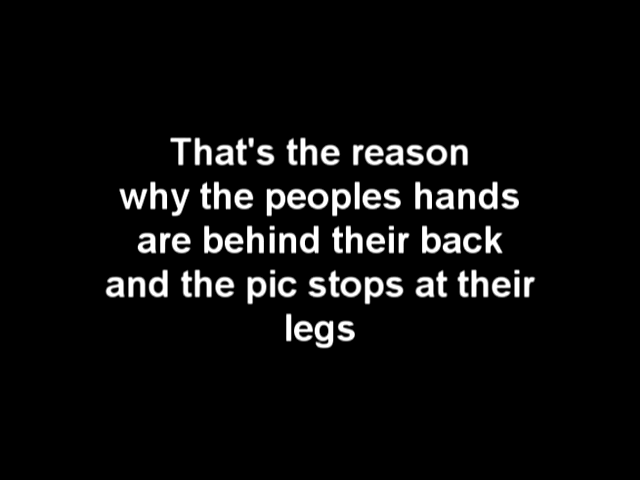 That's the reason
why the peoples hands
are behind their back
and the pic stops at their
legs